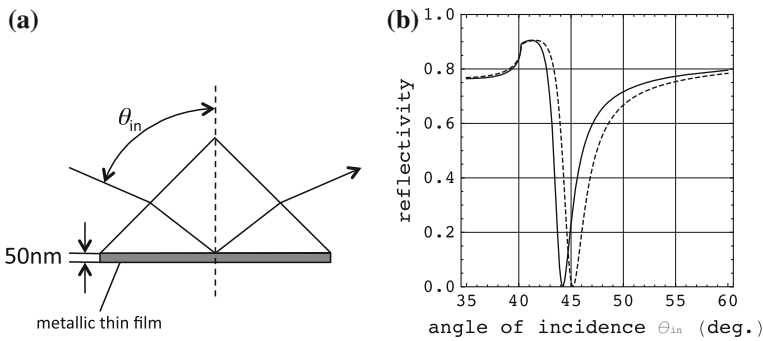 (a)
θin
50nm
metallic thin film
(b)
1.0
0.8
0.6
0.4
0.2
0.0
reflectivity
35 40 45 50 55 60
angle of incidence θin (deg.)